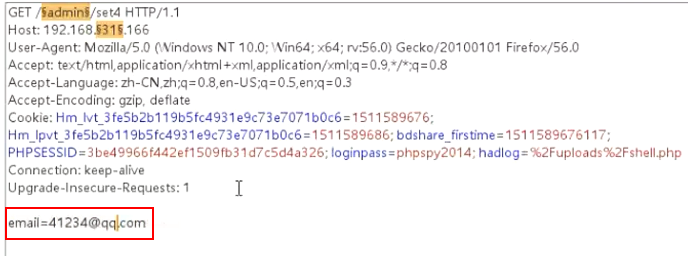 GET /§admin§/set4 HTTP/1.1
Host: 192.168.§31§.166
User-Agent: Mozilla/5.0 (Windows NT 10.0; Win64; x64; rv:56.0) Gecko/20100101 Firefox/56.0
Accept: text/html,application/xhtml+xml,application/xml;q=0.9,*/*;q=0.8
Accept-Language: zh-CN,zh;q=0.8,en-US;q=0.5,en;q=0.3
Accept-Encoding: gzip, deflate
Cookie: Hm_lvt_3fe5b2b119b5fc4931e9c73e7071b0c6=1511589676;
Hm_lpvt_3fe5b2b119b5fc4931e9c73e7071b0c6=1511589686; bdshare_firstime=1511589676117;
PHPSESSID=3be49966f442ef1509fb31d7c5d4a326; loginpass=phpspy2014; hadlog=%2Fuploads%2Fshell.php
Connection: keep-alive
Upgrade-Insecure-Requests: 1
email=41234@qq.com